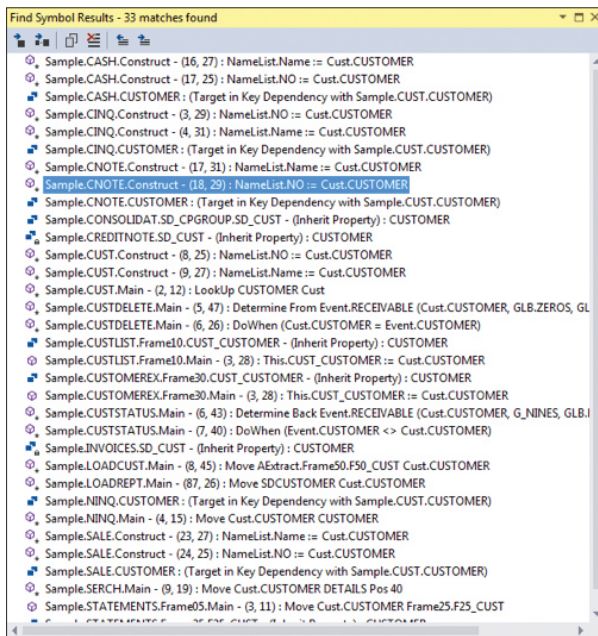 Find Symbol Results - 33 matches found
Sample.CASH.Construct - (16, 27) : NameList.Name := Cust.CUSTOMER
Sample.CASH.Construct - (17, 25) : NameList.NO := Cust.CUSTOMER
Sample.CASH.CUSTOMER : (Target in Key Dependency with Sample.CUST.CUSTOMER)
Sample.CINQ.Construct - (3, 29) : NameList.NO := Cust.CUSTOMER
Sample.CINQ.Construct - (4, 31) : NameList.Name := Cust.CUSTOMER
Sample.CINQ.CUSTOMER : (Target in Key Dependency with Sample.CUST.CUSTOMER)
Sample.CNOTE.Construct - (17, 31) : NameList.Name := Cust.CUSTOMER
Sample.CNOTE.Construct - (18, 29) : NameList.NO := Cust.CUSTOMER
Sample.CNOTE.CUSTOMER : (Target in Key Dependency with Sample.CUST.CUSTOMER)
Sample.CONSOLIDAT.SD_CPGROUP.SD_CUST - (Inherit Property) : CUSTOMER
Sample.CREDITNOTE.SD_CUST - (Inherit Property) : CUSTOMER
Sample.CUST.Construct - (8, 25) : NameList.NO := Cust.CUSTOMER
Sample.CUST.Construct - (9, 27) : NameList.Name := Cust.CUSTOMER
Sample.CUST.Main - (2, 12) : LookUp CUSTOMER Cust
Sample.CUSTDELETE.Main - (5, 47) : Determine From Event.RECEIVABLE (Cust.CUSTOMER, GLB.ZEROS, GL
Sample.CUSTDELETE.Main - (6, 26) : DoWhen (Cust.CUSTOMER = Event.CUSTOMER)
Sample.CUSTLIST.Frame10.CUST_CUSTOMER - (Inherit Property) : CUSTOMER
Sample.CUSTLIST.Frame10.Main - (3, 28) : This.CUST_CUSTOMER := Cust.CUSTOMER
Sample.CUSTOMEREX.Frame30.CUST_CUSTOMER - (Inherit Property) : CUSTOMER
Sample.CUSTOMEREX.Frame30.Main - (3, 28) : This.CUST_CUSTOMER := Cust.CUSTOMER
Sample.CUSTSTATUS.Main - (6, 43) : Determine Back Event.RECEIVABLE (Cust.CUSTOMER, G_NINES, GLB.
Sample.CUSTSTATUS.Main - (7, 40) : DoWhen (Event.CUSTOMER <> Cust.CUSTOMER)
Sample.INVOICES.SD_CUST - (Inherit Property) : CUSTOMER
Sample.LOADCUST.Main - (8, 45) : Move AExtract.Frame50.F50_CUST Cust.CUSTOMER
Sample.LOADREPT.Main - (87, 26) : Move SDCUSTOMER Cust.CUSTOMER
Sample.NINQ.CUSTOMER : (Target in Key Dependency with Sample.CUST.CUSTOMER)
Sample.NINQ.Main - (4, 15) : Move Cust.CUSTOMER CUSTOMER
Sample.SALE.Construct - (23, 27) : NameList.Name := Cust.CUSTOMER
Sample.SALE.Construct - (24, 25) : NameList.NO := Cust.CUSTOMER
Sample.SALE.CUSTOMER : (Target in Key Dependency with Sample.CUST.CUSTOMER)
Sample.SERCH.Main - (9, 19) : Move Cust.CUSTOMER DETAILS Pos 40
Sample.STATEMENTS.Frame05.Main - (3, 11) : Move Cust.CUSTOMER Frame25.F25_CUST